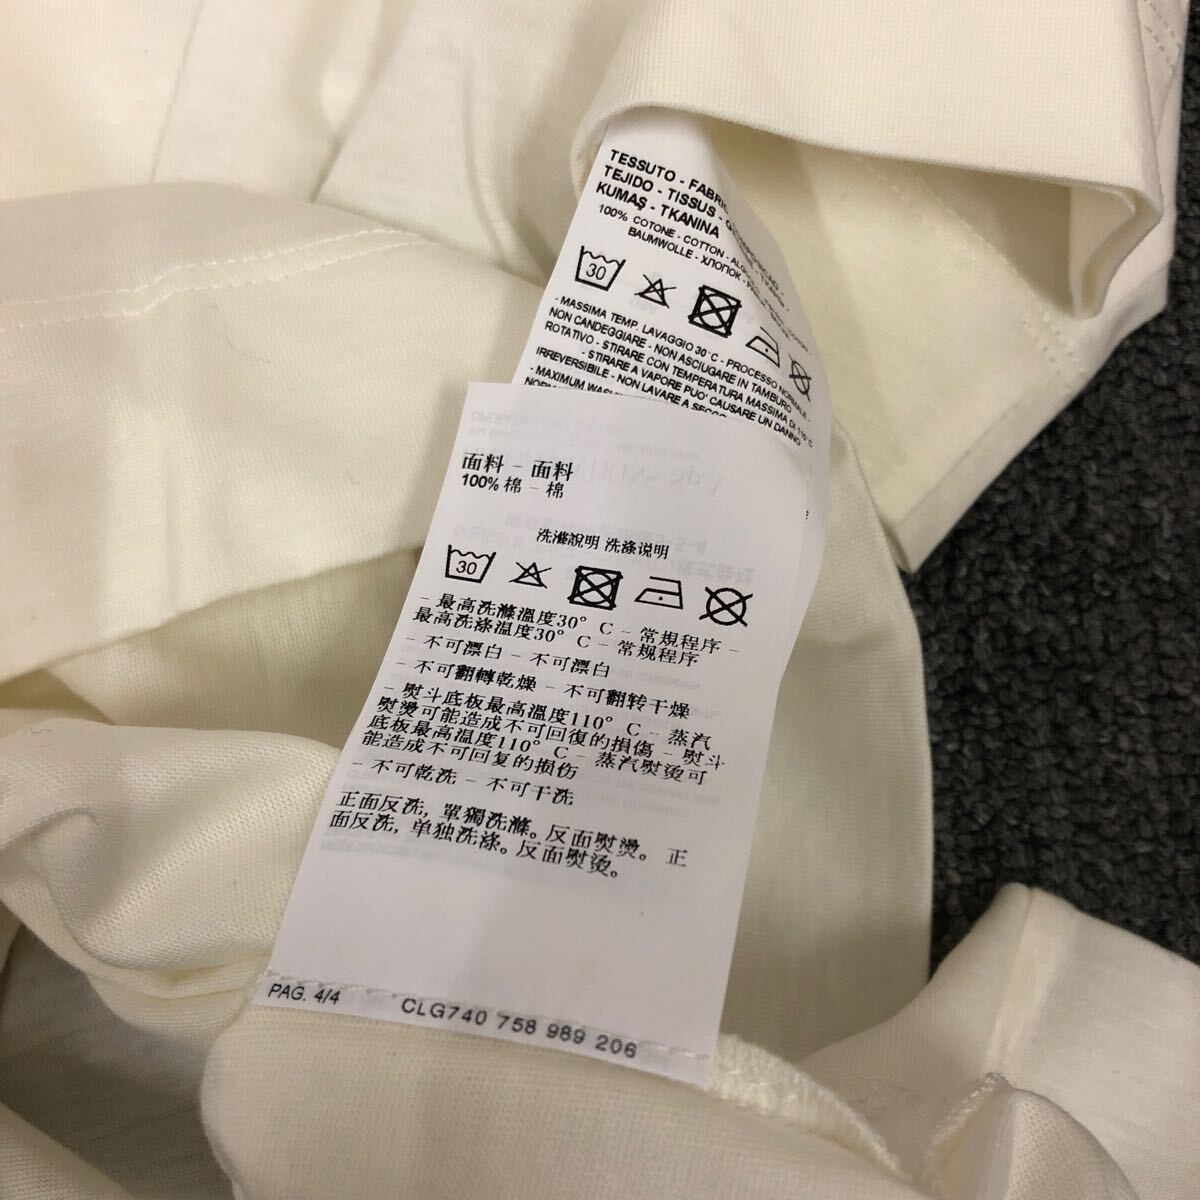 TESSUTO - FABRIC
TEJIDO - TISSUS -
KUMAŞ - TKANINA
100% COTONE - COTTON -
BAUMWOLLE - ХЛОПОК -
30
- MASSIMA TEMP. LAVAGGIO 30°C - PROCESSO NORMALE -
NON CANDEGGIARE - NON ASCIUGARE IN TAMBURO
ROTATIVO - STIRARE CON TEMPERATURA MASSIMA DI 110°C
- STIRARE A VAPORE PUO' CAUSARE UN DANNO
IRREVERSIBILE - NON LAVARE A SECCO
- MAXIMUM
面料 - 面料
100% 棉 - 棉
洗滌說明 洗涤说明
30
- 最高洗滌溫度30° C - 常規程序 -
最高洗涤温度30° C - 常规程序
- 不可漂白 - 不可漂白
- 不可翻轉乾燥 - 不可翻转干燥
- 熨斗底板最高溫度110° C - 蒸汽
熨燙可能造成不可回復的損傷 - 熨斗
底板最高温度110° C - 蒸汽熨烫可
能造成不可回复的损伤
- 不可乾洗 - 不可干洗
正面反洗, 單獨洗滌。反面熨燙。 正
面反洗, 单独洗涤。反面熨烫。
PAG. 4/4 CLG740 758 989 206